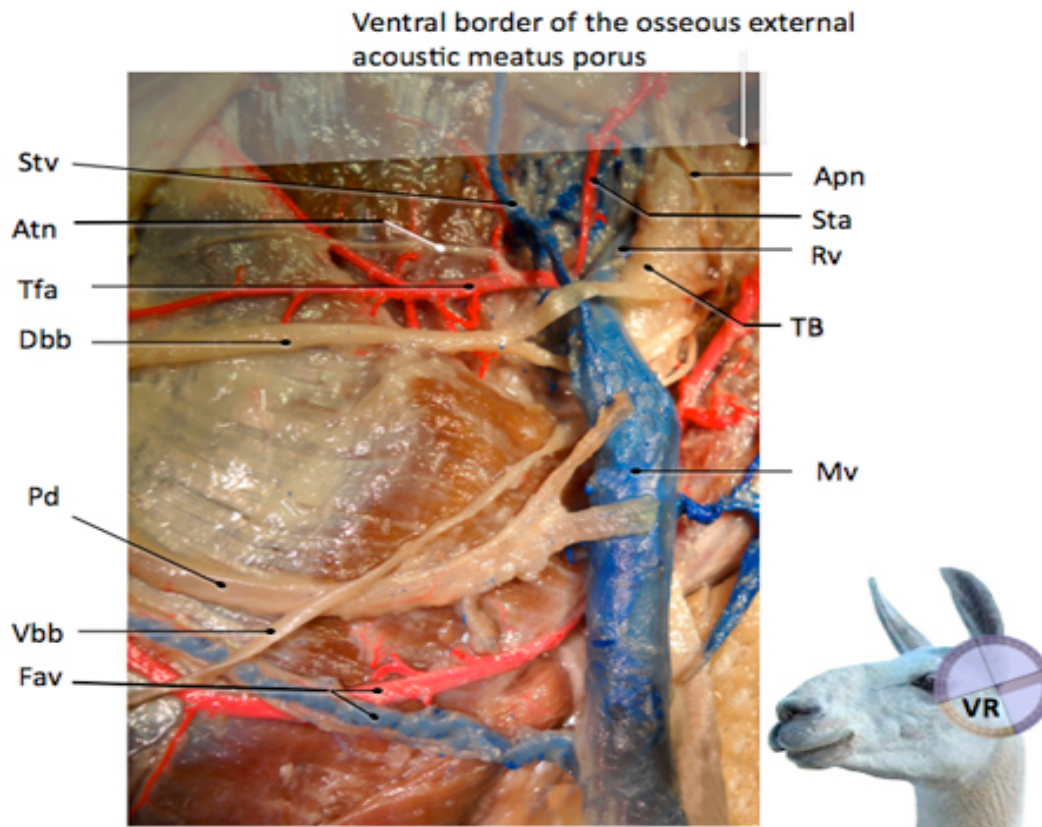 Ventral border of the osseous external
acoustic meatus porus
Stv
Atn
Tfa
Dbb
Pd
Vbb
Fav
Apn
Sta
Rv
TB
Mv
VR